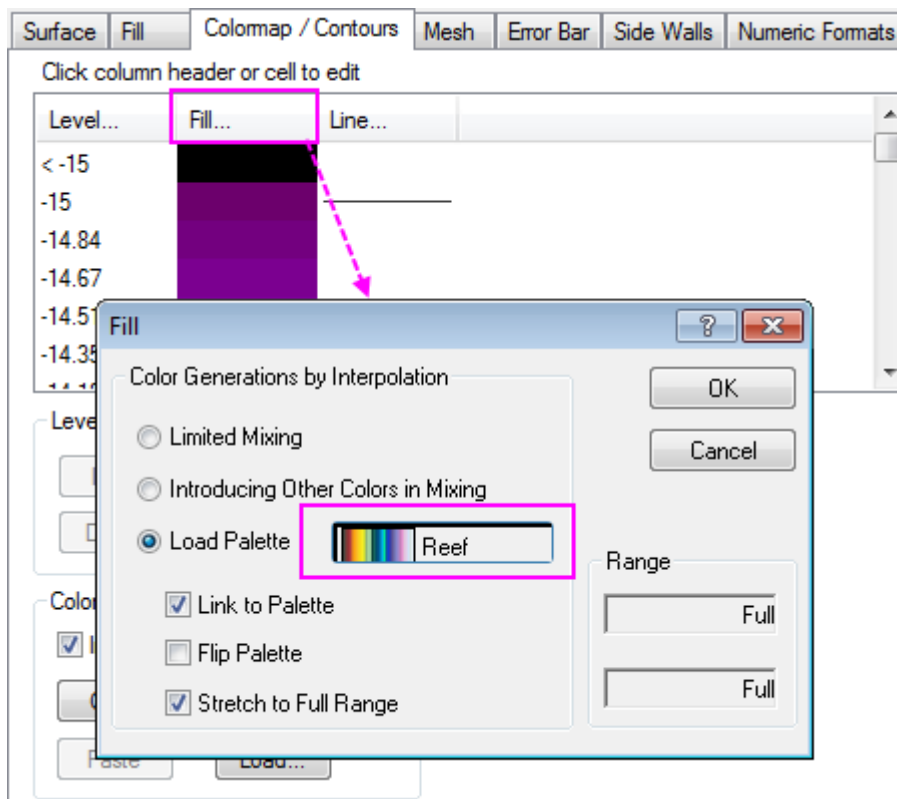 Surface Fill Colormap / Contours Mesh Error Bar Side Walls Numeric Formats
Click column header or cell to edit
Level... Fill... Line...
< -15
-15
-14.84
-14.67
-14.51
-14.35
Fill
Color Generations by Interpolation
OK
Limited Mixing
Cancel
Introducing Other Colors in Mixing
Load Palette Reef
Range
Link to Palette
Full
Flip Palette
Stretch to Full Range
Full
Paste Load...